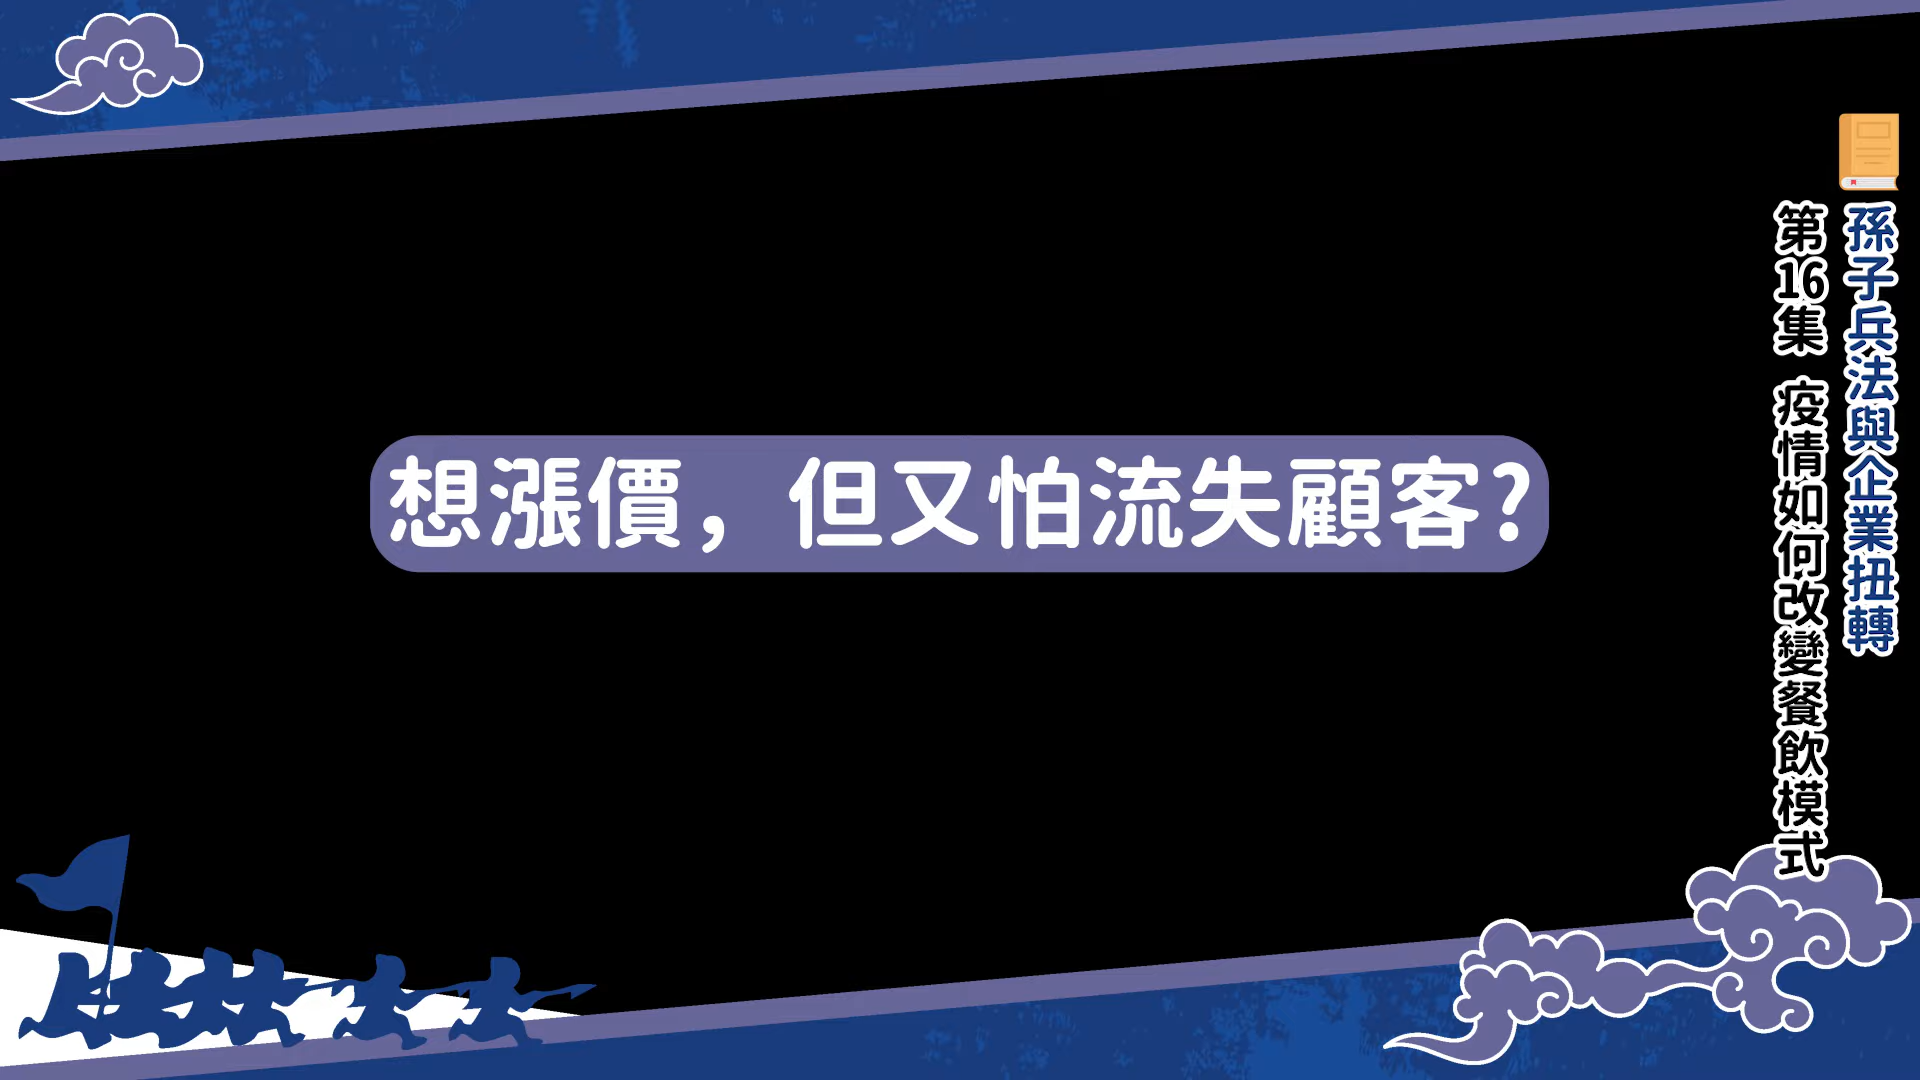 想漲價，但又怕流失顧客?
孫子兵法與企業扭轉
第16集 疫情如何改變餐飲模式